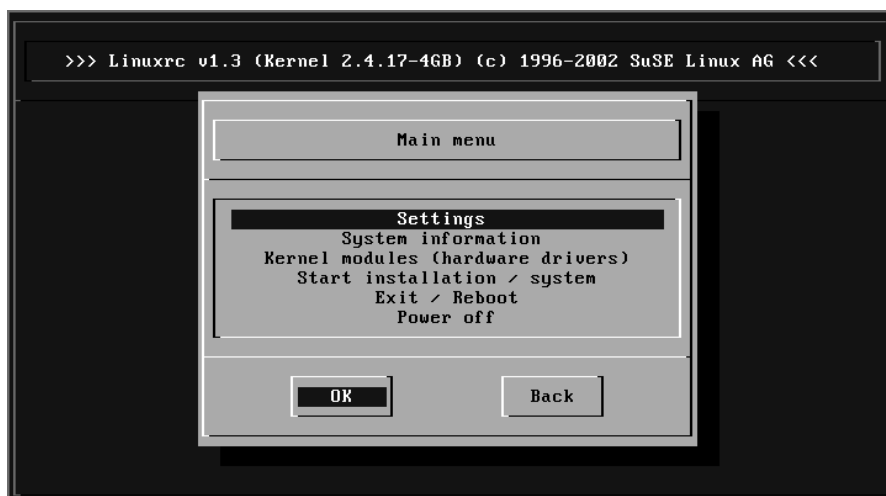 >>> Linuxrc v1.3 (Kernel 2.4.17-4GB) (c) 1996-2002 SuSE Linux AG <<<
Main menu
Settings
System information
Kernel modules (hardware drivers)
Start installation / system
Exit / Reboot
Power off
OK
Back